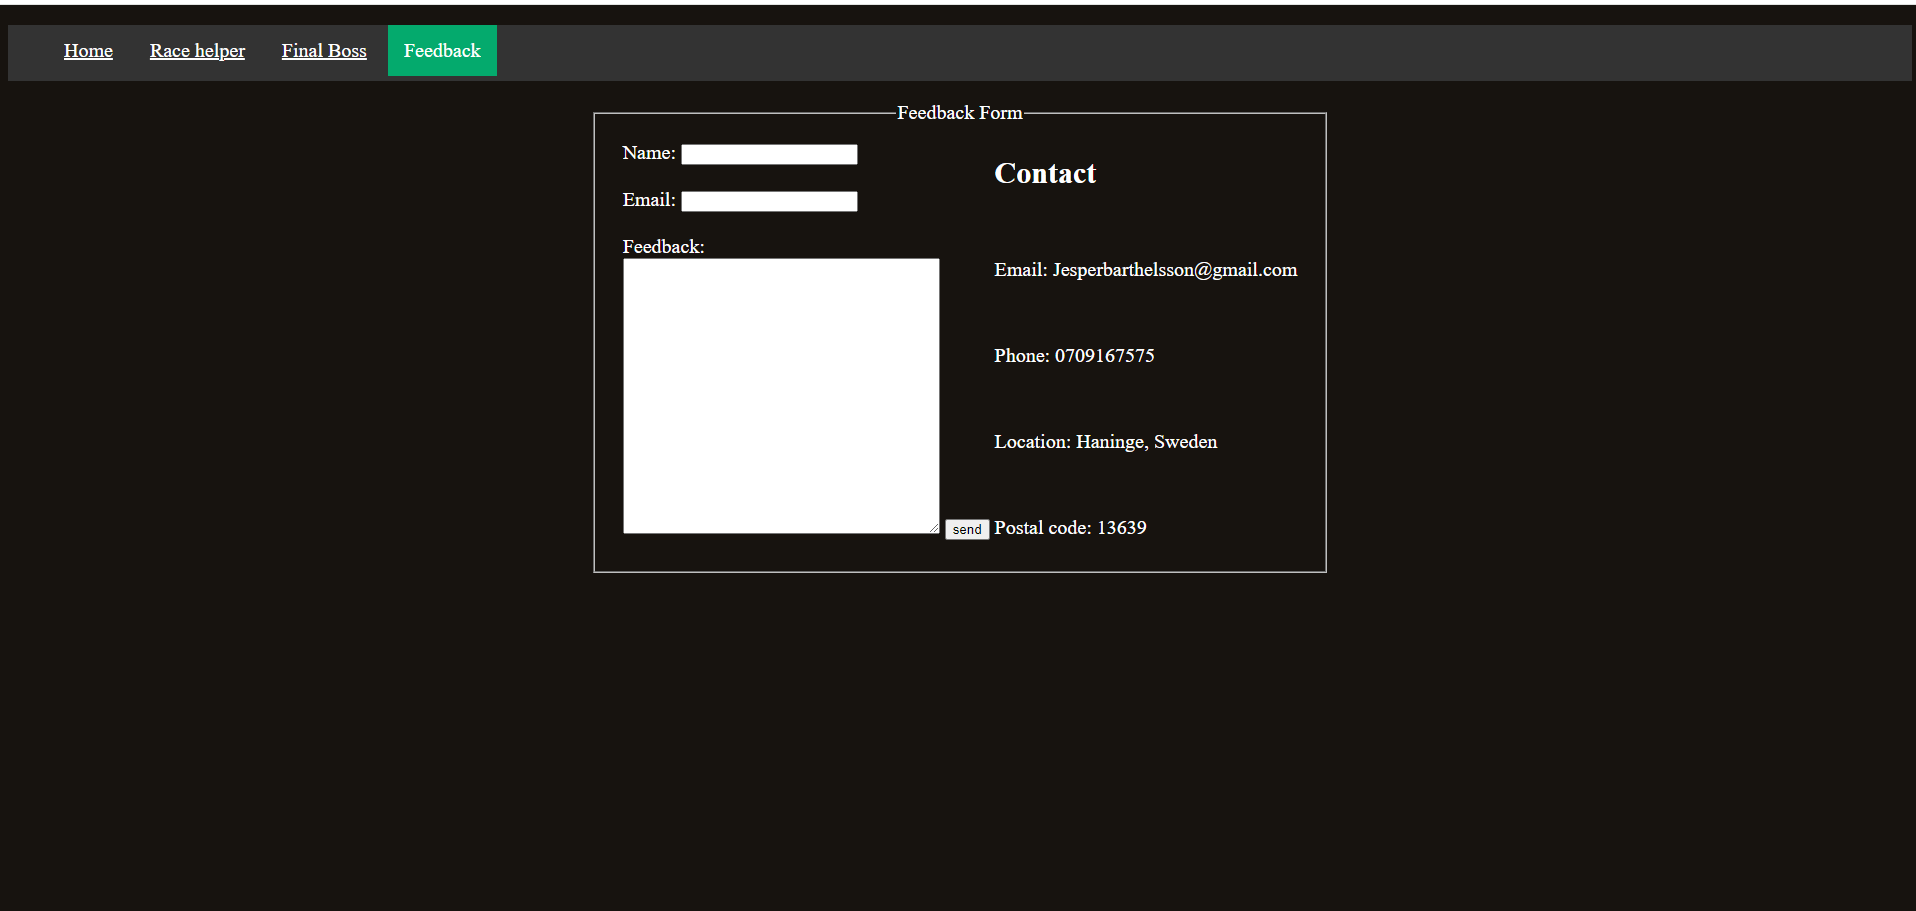 Home Race helper Final Boss Feedback
Feedback Form
Name:
Email:
Feedback:
send
Contact
Email: Jesperbarthelsson@gmail.com
Phone: 0709167575
Location: Haninge, Sweden
Postal code: 13639